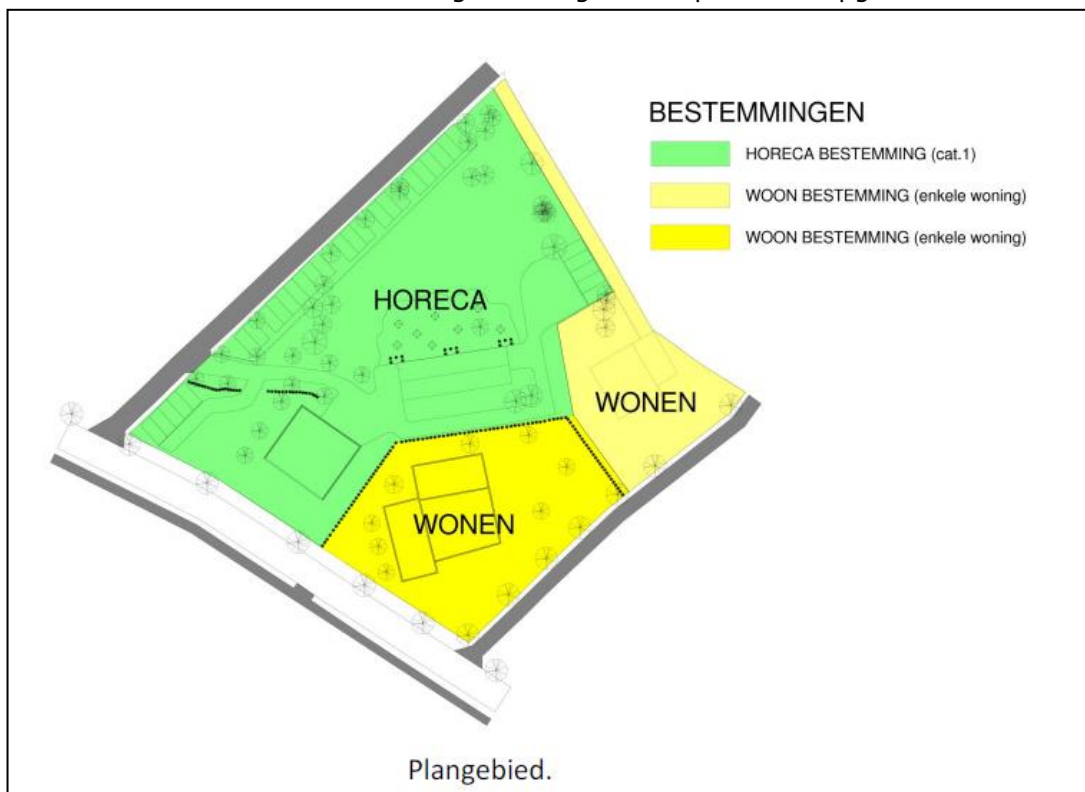 BESTEMMINGEN
HORECA BESTEMMING (cat.1)
WOON BESTEMMING (enkele woning)
WOON BESTEMMING (enkele woning)
HORECA
WONEN
WONEN
Plangebied.